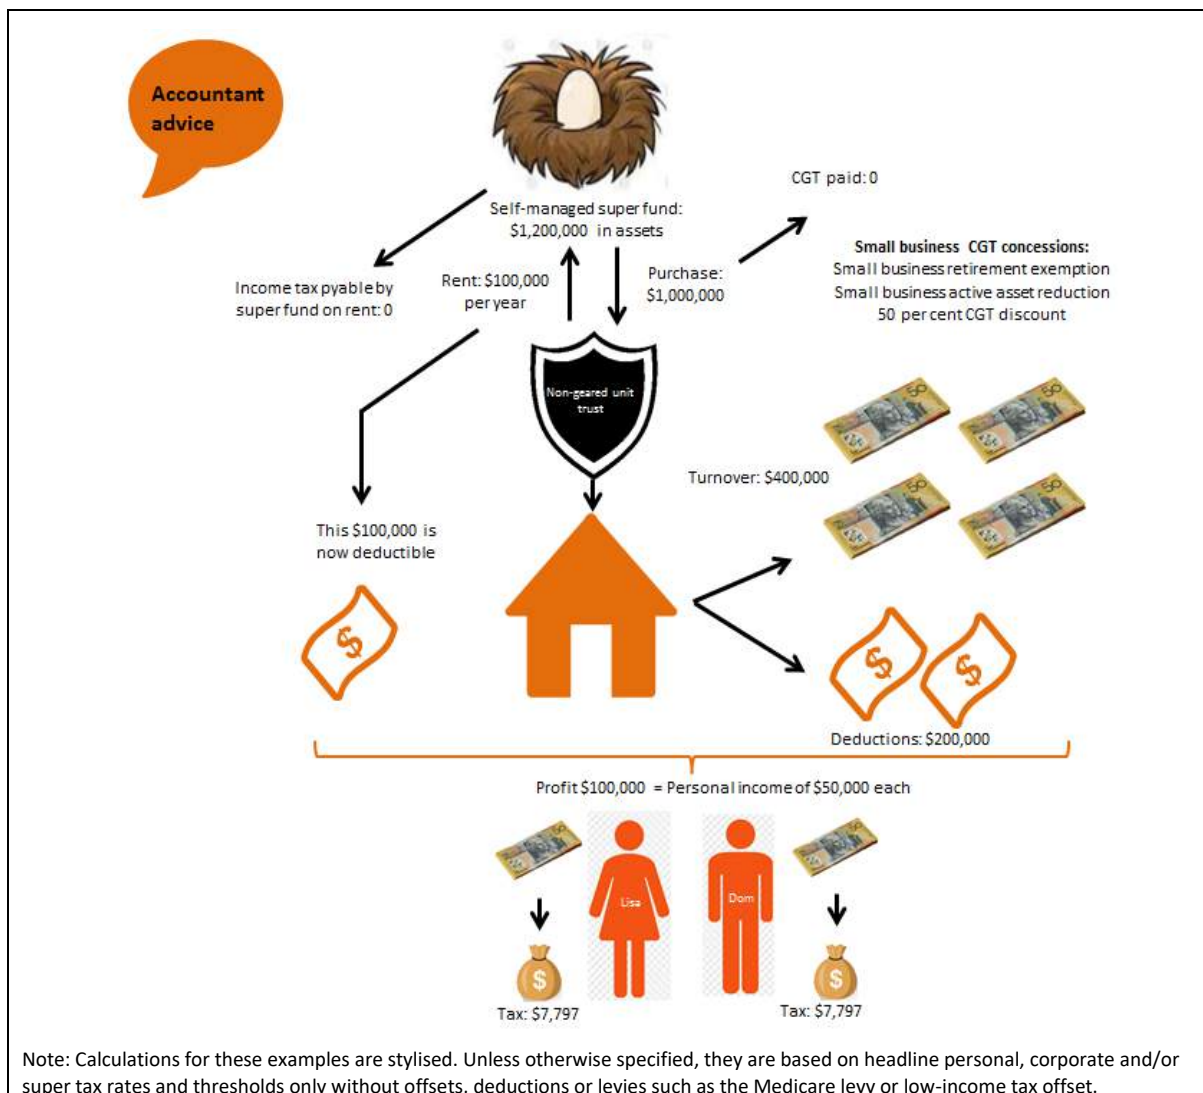 Accountant
advice
CGT paid: 0
Self-managed super fund:
$1,200,000 in assets
Small business CGT concessions:
Small business retirement exemption
Small business active asset reduction
50 per cent CGT discount
Income tax pyable by
super fund on rent: 0
Rent: $100,000
per year
Purchase:
$1,000,000
Non-geared unit
trust
Turnover: $400,000
This $100,000 is
now deductible
$
$ $
Deductions: $200,000
Profit $100,000 = Personal income of $50,000 each
Lisa
Dom
$
$
Tax: $7,797
Tax: $7,797
Note: Calculations for these examples are stylised. Unless otherwise specified, they are based on headline personal, corporate and/or
super tax rates and thresholds only without offsets, deductions or levies such as the Medicare levy or low-income tax offset.